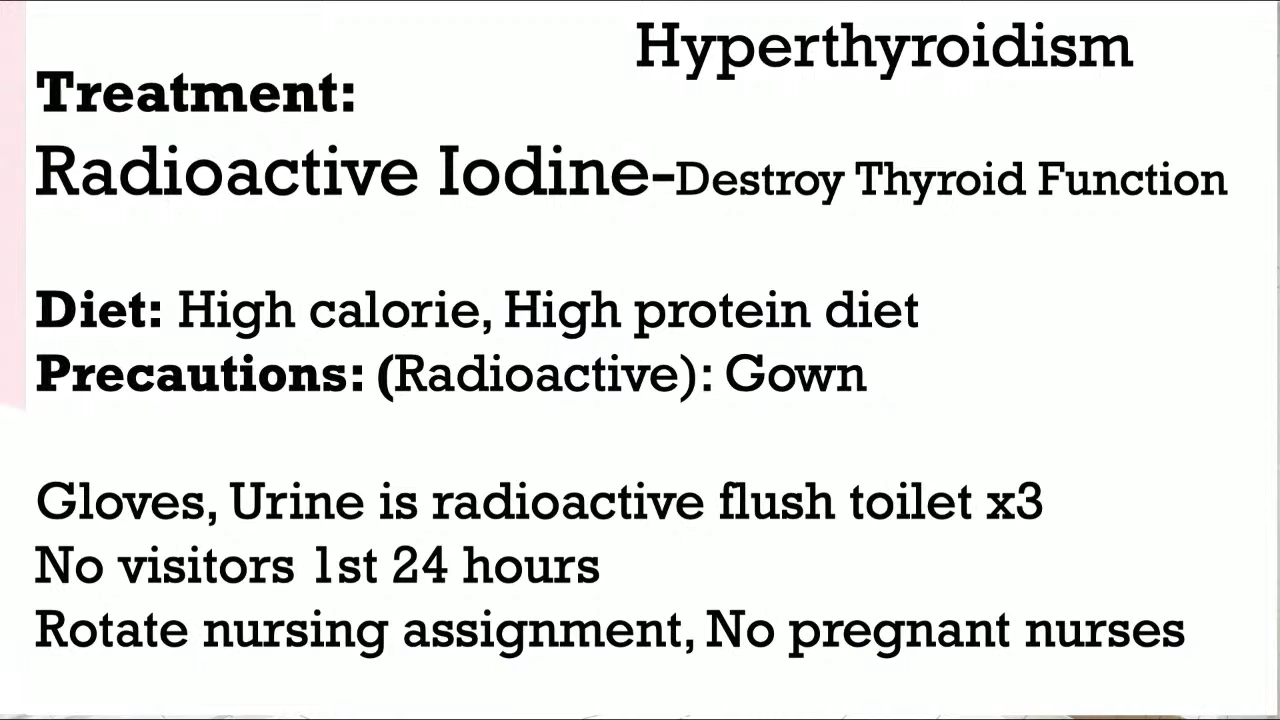 Hyperthyroidism
Treatment:
Radioactive Iodine-Destroy Thyroid Function
Diet: High calorie, High protein diet
Precautions: (Radioactive): Gown
Gloves, Urine is radioactive flush toilet x3
No visitors 1st 24 hours
Rotate nursing assignment, No pregnant nurses